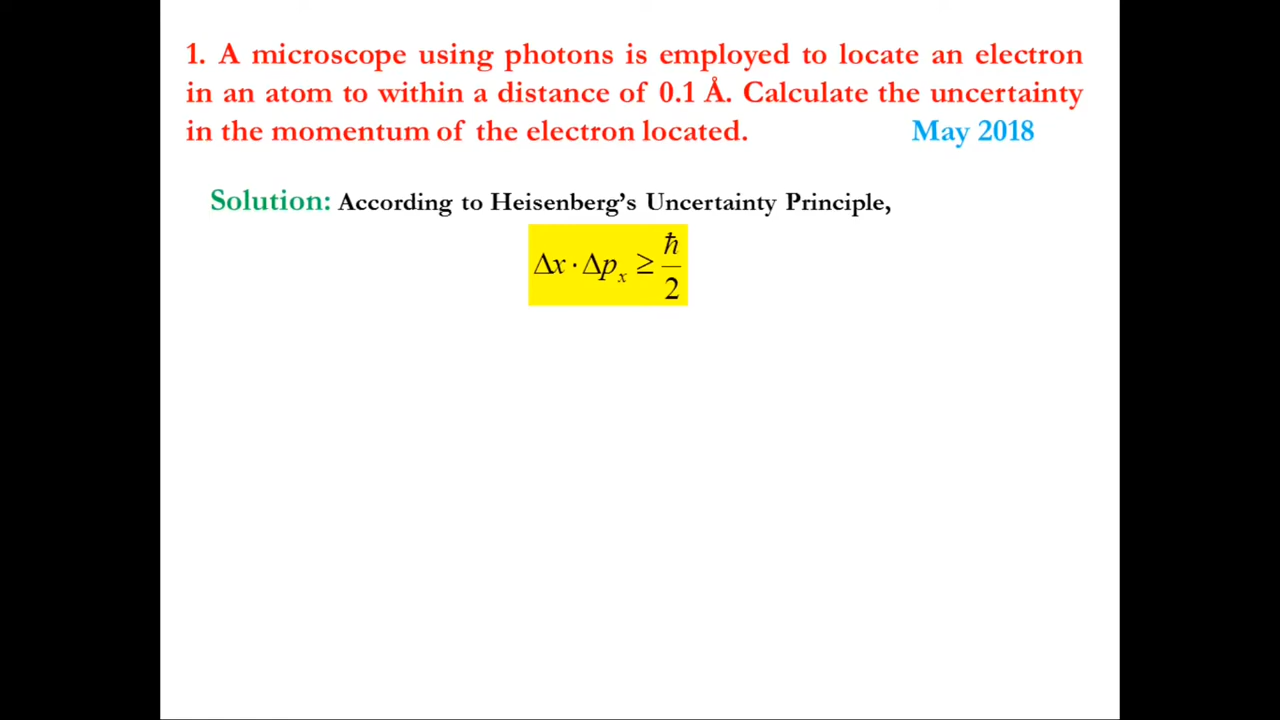 1. A microscope using photons is employed to locate an electron
in an atom to within a distance of 0.1 Å. Calculate the uncertainty
in the momentum of the electron located. May 2018
Solution: According to Heisenberg's Uncertainty Principle,
Δx · Δpₓ ≥ ħ/2